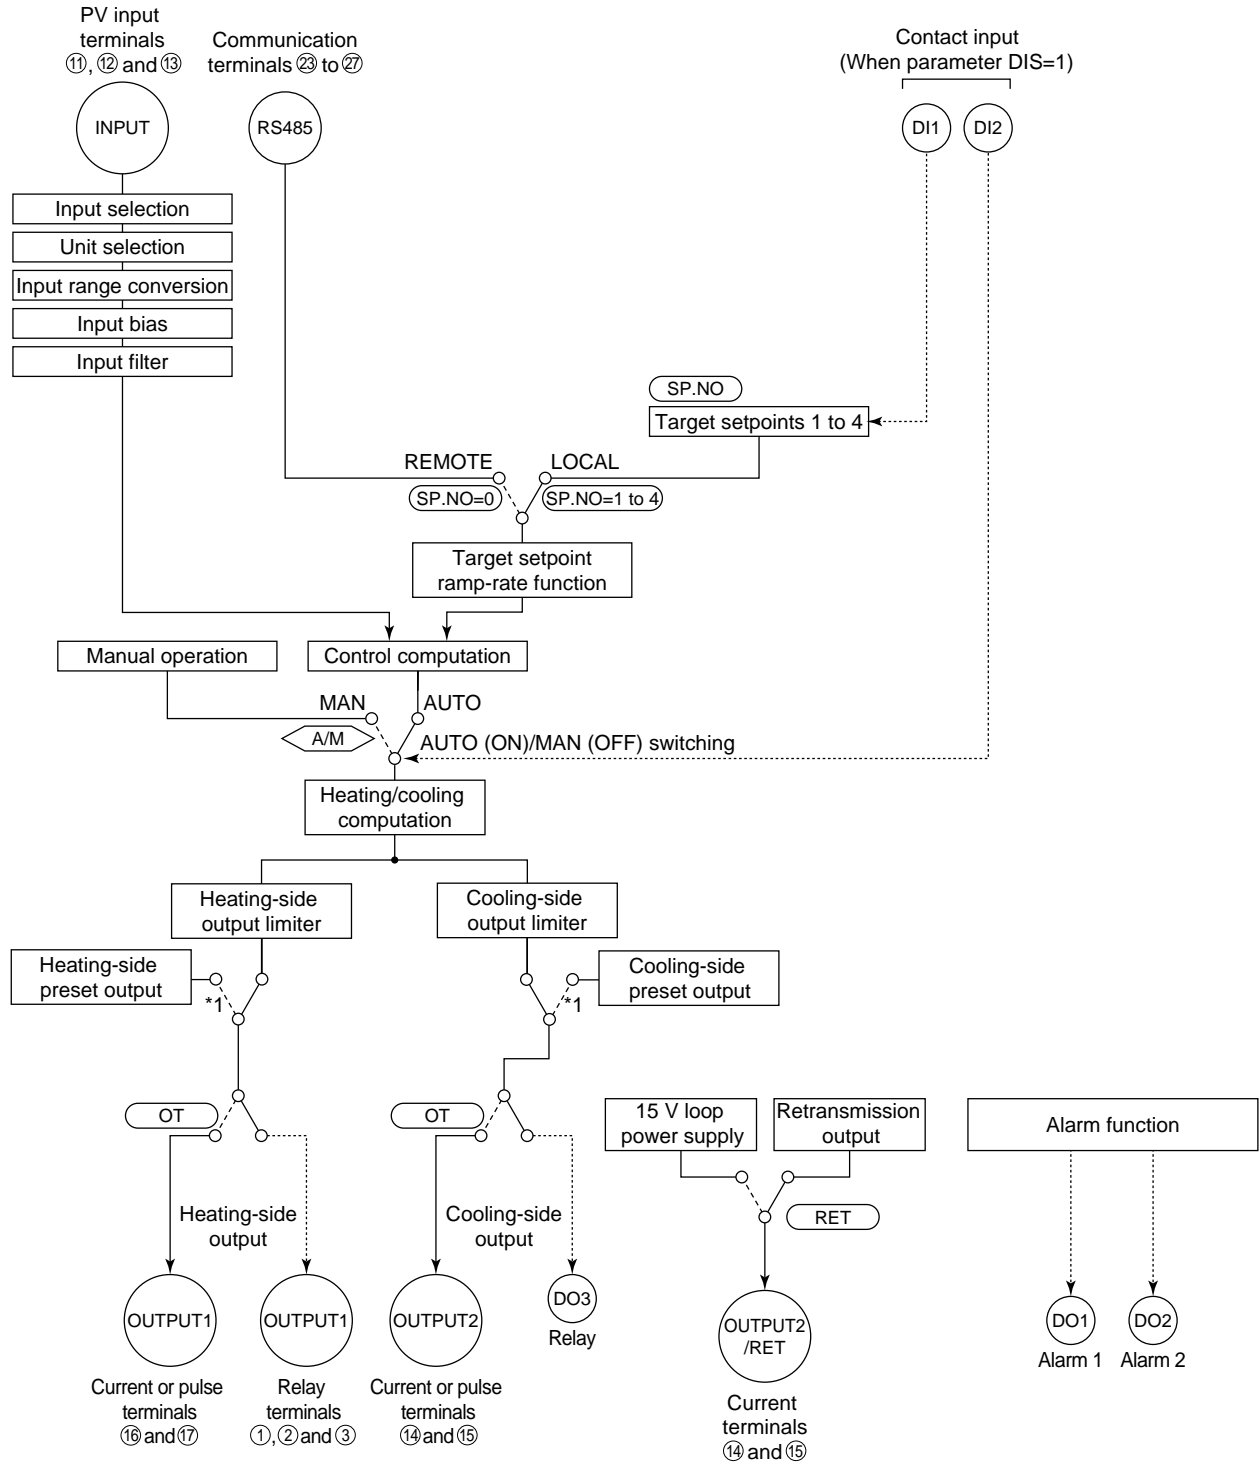 PV input
terminals
⑪, ⑫ and ⑬
Communication
terminals ㉓ to ㉗
Contact input
(When parameter DIS=1)
INPUT
RS485
DI1
DI2
Input selection
Unit selection
Input range conversion
Input bias
Input filter
SP.NO
Target setpoints 1 to 4
REMOTE
LOCAL
SP.NO=0
SP.NO=1 to 4
Target setpoint
ramp-rate function
Manual operation
Control computation
MAN
AUTO
A/M
AUTO (ON)/MAN (OFF) switching
Heating/cooling
computation
Heating-side
output limiter
Cooling-side
output limiter
Heating-side
preset output
*1
*1
Cooling-side
preset output
OT
OT
15 V loop
power supply
Retransmission
output
Alarm function
Heating-side
output
Cooling-side
output
RET
OUTPUT1
OUTPUT1
OUTPUT2
DO3
Relay
OUTPUT2
/RET
DO1
DO2
Alarm 1
Alarm 2
Current or pulse
terminals
⑯ and ⑰
Relay
terminals
①, ② and ③
Current or pulse
terminals
⑭ and ⑮
Current
terminals
⑭ and ⑮